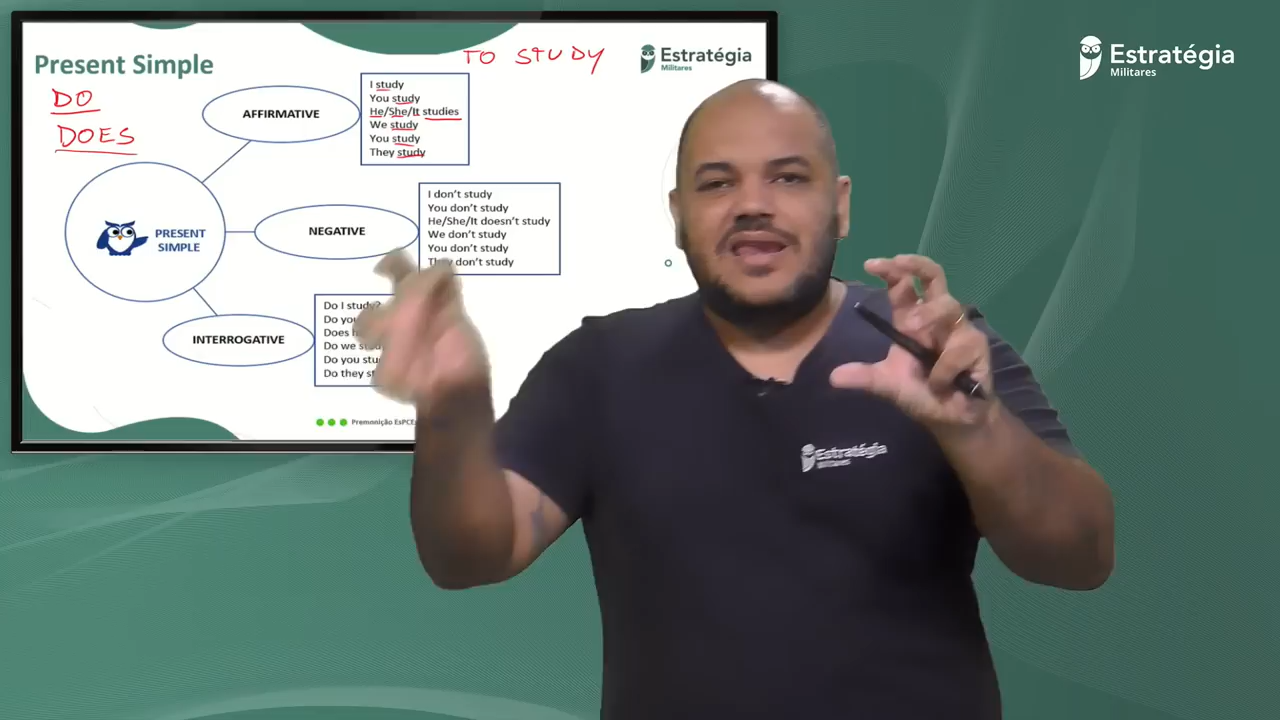 Present Simple
TO STUDY
Estratégia
Militares
DO
DOES
AFFIRMATIVE
I study
You study
He/She/It studies
We study
You study
They study
PRESENT
SIMPLE
NEGATIVE
I don't study
You don't study
He/She/It doesn't study
We don't study
You don't study
They don't study
INTERROGATIVE
Do I study?
Do you
Does
Do we
Do you
Do they
Premonição
Estratégia
Militares
Estratégia
Militares